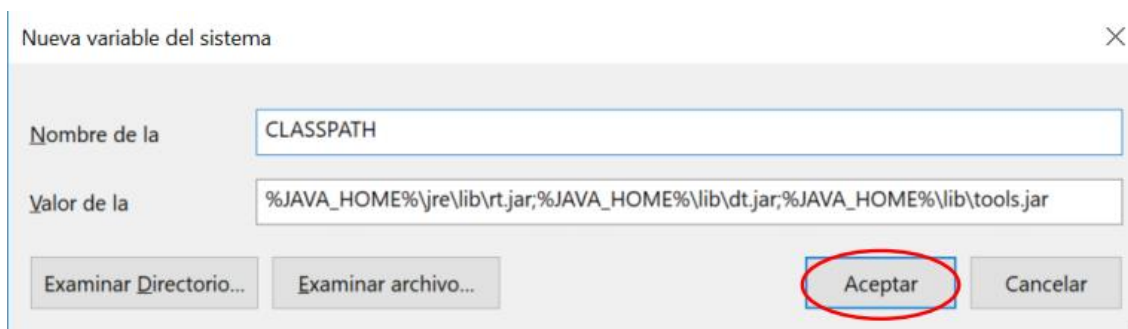 Nueva variable del sistema
Nombre de la
CLASSPATH
Valor de la
%JAVA_HOME%\jre\lib\rt.jar;%JAVA_HOME%\lib\dt.jar;%JAVA_HOME%\lib\tools.jar
Examinar Directorio... Examinar archivo... Aceptar Cancelar